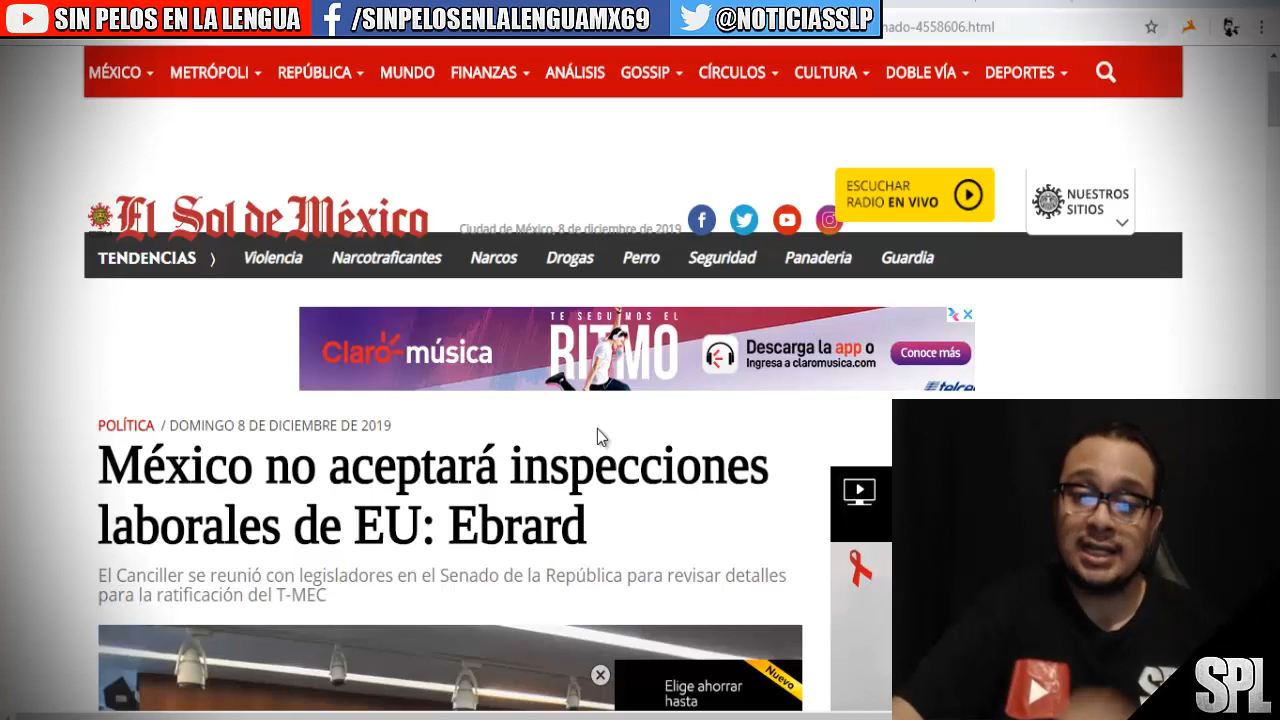 SIN PELOS EN LA LENGUA
/SINPELOSENLALENGUAMX69
@NOTICIASSLP
nado-4558606.html
MÉXICO METRÓPOLI REPÚBLICA MUNDO FINANZAS ANÁLISIS GOSSIP CÍRCULOS CULTURA DOBLE VÍA DEPORTES
ESCUCHAR
RADIO EN VIVO
NUESTROS
SITIOS
El Sol de México
Ciudad de México, 8 de diciembre de 2019
TENDENCIAS Violencia Narcotraficantes Narcos Drogas Perro Seguridad Panaderia Guardia
TE SEGUIMOS EL
RITMO
Claro música
Descarga la app o
Ingresa a claromusica.com
Conoce más
telcel
POLÍTICA / DOMINGO 8 DE DICIEMBRE DE 2019
México no aceptará inspecciones
laborales de EU: Ebrard
El Canciller se reunió con legisladores en el Senado de la República para revisar detalles
para la ratificación del T-MEC
Nuevo
Elige ahorrar
hasta
SPL